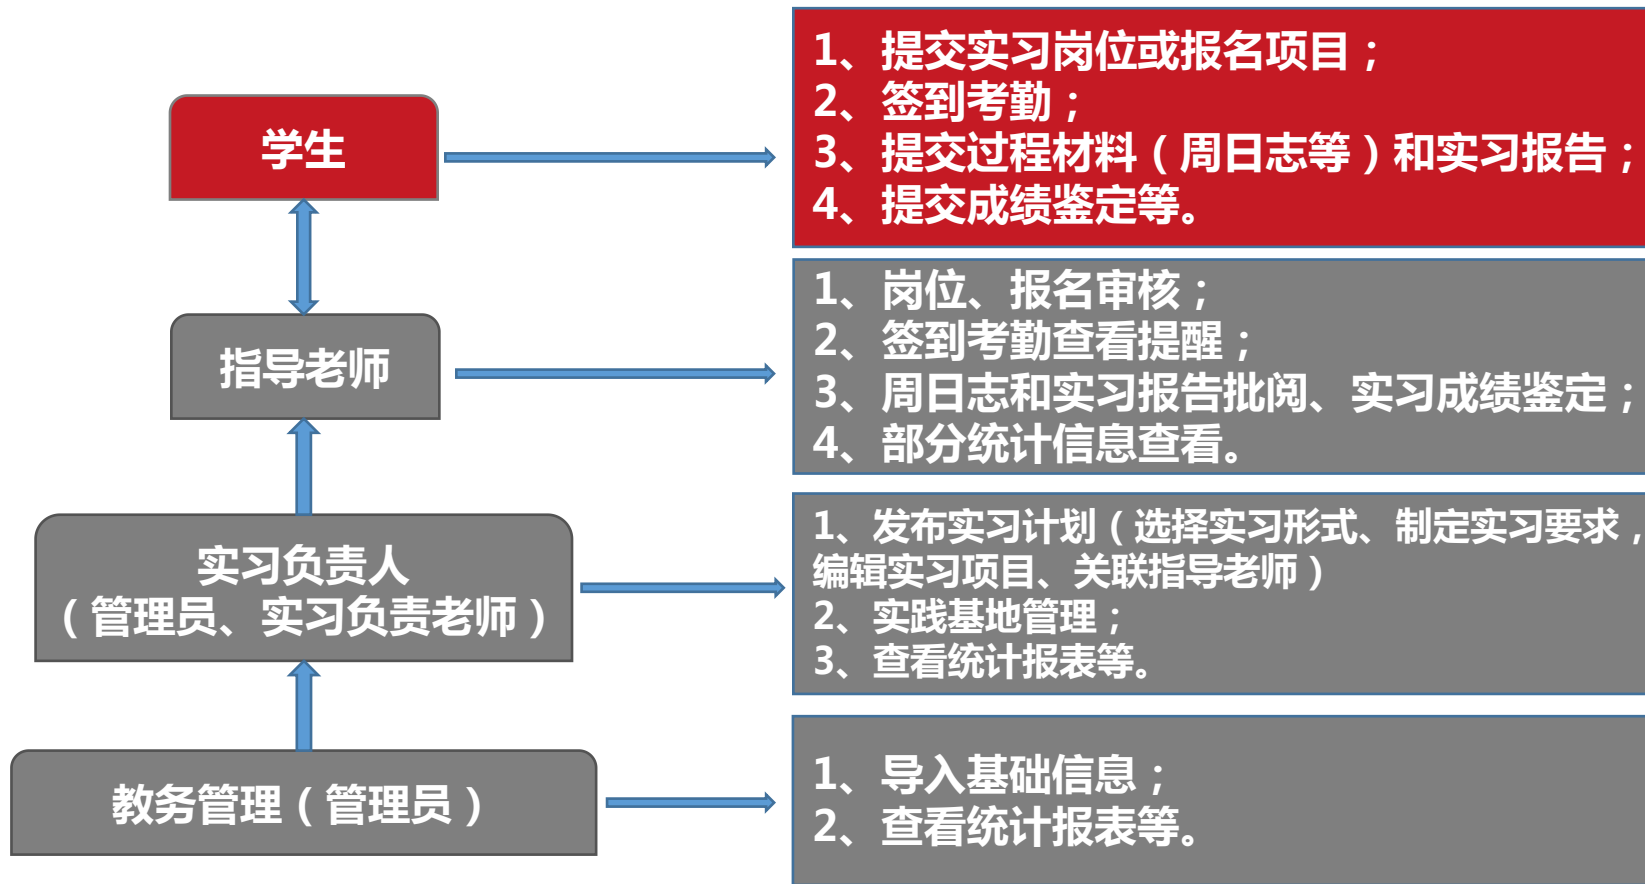 学生
1、提交实习岗位或报名项目；
2、签到考勤；
3、提交过程材料（周日志等）和实习报告；
4、提交成绩鉴定等。
指导老师
1、岗位、报名审核；
2、签到考勤查看提醒；
3、周日志和实习报告批阅、实习成绩鉴定；
4、部分统计信息查看。
实习负责人
（管理员、实习负责老师）
1、发布实习计划（选择实习形式、制定实习要求，
编辑实习项目、关联指导老师）
2、实践基地管理；
3、查看统计报表等。
教务管理（管理员）
1、导入基础信息；
2、查看统计报表等。